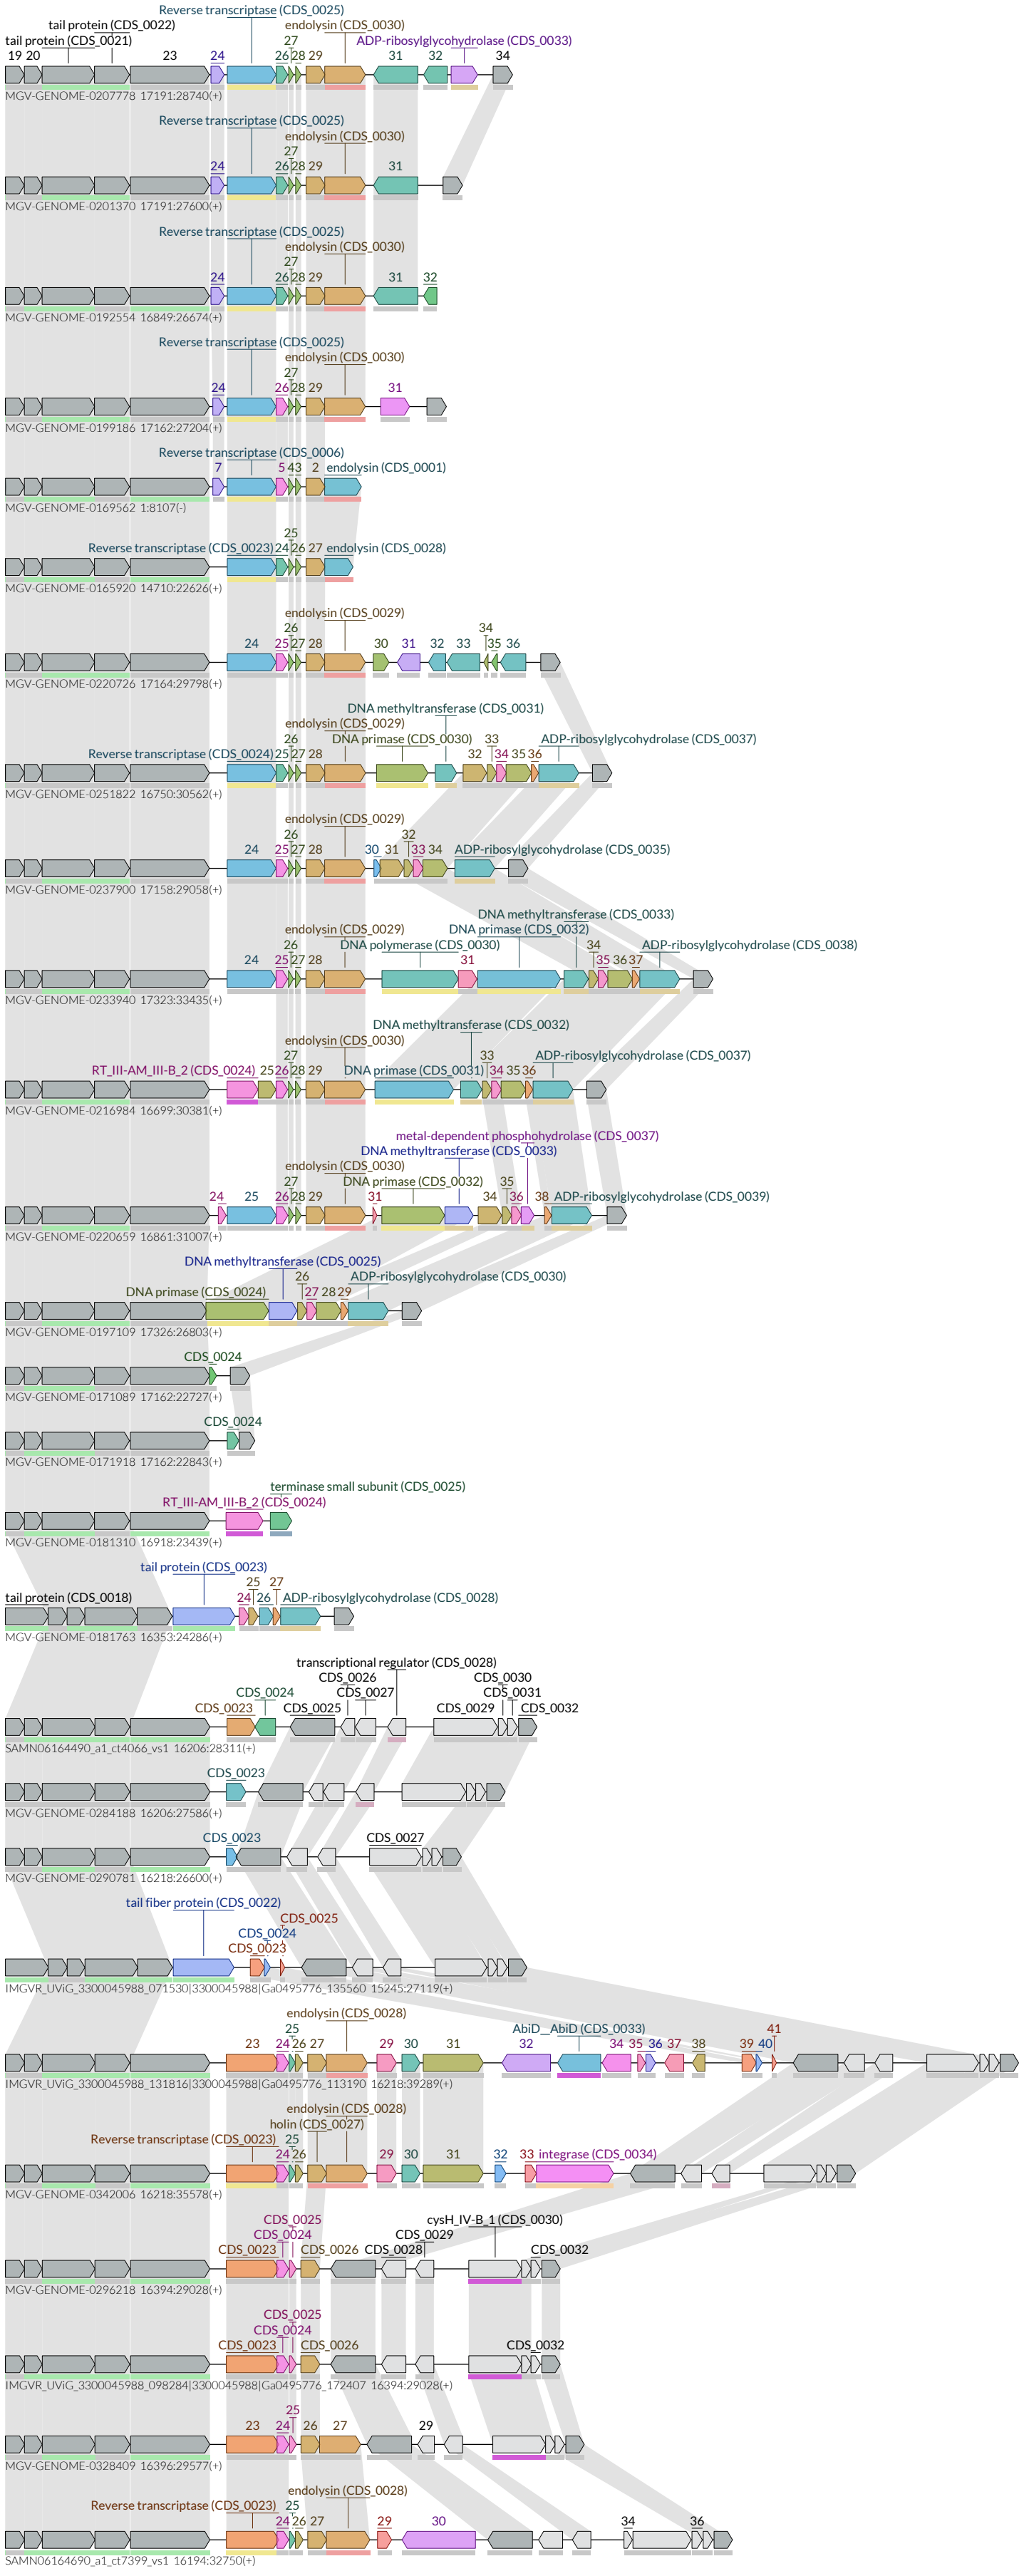 Reverse transcriptase (CDS_0025)
tail protein (CDS_0022) endolysin (CDS_0030)
tail protein (CDS_0021) 27 ADP-ribosylglycohydrolase (CDS_0033)
19 20 23 24 26 28 29 31 32 34
MGV-GENOME-0207778 17191:28740(+)
Reverse transcriptase (CDS_0025)
endolysin (CDS_0030)
27
24 26 28 29 31
MGV-GENOME-0201370 17191:27600(+)
Reverse transcriptase (CDS_0025)
endolysin (CDS_0030)
27
24 26 28 29 31 32
MGV-GENOME-0192554 16849:26674(+)
Reverse transcriptase (CDS_0025)
endolysin (CDS_0030)
27
24 26 28 29 31
MGV-GENOME-0199186 17162:27204(+)
Reverse transcriptase (CDS_0006)
7 5 4 3 2 endolysin (CDS_0001)
MGV-GENOME-0169562 1:8107(-)
25
Reverse transcriptase (CDS_0023) 24 26 27 endolysin (CDS_0028)
MGV-GENOME-0165920 14710:22626(+)
endolysin (CDS_0029)
26 34
24 25 27 28 30 31 32 33 35 36
MGV-GENOME-0220726 17164:29798(+)
DNA methyltransferase (CDS_0031)
endolysin (CDS_0029)
26 DNA primase (CDS_0030) 33 ADP-ribosylglycohydrolase (CDS_0037)
Reverse transcriptase (CDS_0024) 25 27 28 32 34 35 36
MGV-GENOME-0251822 16750:30562(+)
endolysin (CDS_0029)
26 32
24 25 27 28 30 31 33 34 ADP-ribosylglycohydrolase (CDS_0035)
MGV-GENOME-0237900 17158:29058(+)
DNA methyltransferase (CDS_0033)
endolysin (CDS_0029) DNA primase (CDS_0032)
26 DNA polymerase (CDS_0030) 34 ADP-ribosylglycohydrolase (CDS_0038)
24 25 27 28 31 35 36 37
MGV-GENOME-0233940 17323:33435(+)
DNA methyltransferase (CDS_0032)
endolysin (CDS_0030)
27 33 ADP-ribosylglycohydrolase (CDS_0037)
RT_III-AM_III-B_2 (CDS_0024) 25 26 28 29 DNA primase (CDS_0031) 34 35 36
MGV-GENOME-0216984 16699:30381(+)
metal-dependent phosphohydrolase (CDS_0037)
DNA methyltransferase (CDS_0033)
endolysin (CDS_0030)
27 DNA primase (CDS_0032) 35
24 25 26 28 29 31 34 36 38 ADP-ribosylglycohydrolase (CDS_0039)
MGV-GENOME-0220659 16861:31007(+)
DNA methyltransferase (CDS_0025)
26 ADP-ribosylglycohydrolase (CDS_0030)
DNA primase (CDS_0024) 27 28 29
MGV-GENOME-0197109 17326:26803(+)
CDS_0024
MGV-GENOME-0171089 17162:22727(+)
CDS_0024
MGV-GENOME-0171918 17162:22843(+)
terminase small subunit (CDS_0025)
RT_III-AM_III-B_2 (CDS_0024)
MGV-GENOME-0181310 16918:23439(+)
tail protein (CDS_0023)
25 27
tail protein (CDS_0018) 24 26 ADP-ribosylglycohydrolase (CDS_0028)
MGV-GENOME-0181763 16353:24286(+)
transcriptional regulator (CDS_0028)
CDS_0026 CDS_0030
CDS_0024 CDS_0027 CDS_0031
CDS_0023 CDS_0025 CDS_0029 CDS_0032
SAMN06164490_a1_ct4066_vs1 16206:28311(+)
CDS_0023
MGV-GENOME-0284188 16206:27586(+)
CDS_0023 CDS_0027
MGV-GENOME-0290781 16218:26600(+)
tail fiber protein (CDS_0022)
CDS_0025
CDS_0024
CDS_0023
IMGVR_UViG_3300045988_071530|3300045988|Ga0495776_135560 15245:27119(+)
endolysin (CDS_0028)
25 AbiD__AbiD (CDS_0033) 41
23 24 26 27 29 30 31 32 34 35 36 37 38 39 40
IMGVR_UViG_3300045988_131816|3300045988|Ga0495776_113190 16218:39289(+)
endolysin (CDS_0028)
holin (CDS_0027)
Reverse transcriptase (CDS_0023) 25
24 26 29 30 31 32 33 integrase (CDS_0034)
MGV-GENOME-0342006 16218:35578(+)
CDS_0025 cysH_IV-B_1 (CDS_0030)
CDS_0024 CDS_0029
CDS_0023 CDS_0026 CDS_0028 CDS_0032
MGV-GENOME-0296218 16394:29028(+)
CDS_0025
CDS_0024
CDS_0023 CDS_0026 CDS_0032
IMGVR_UViG_3300045988_098284|3300045988|Ga0495776_172407 16394:29028(+)
25
23 24 26 27 29
MGV-GENOME-0328409 16396:29577(+)
endolysin (CDS_0028)
Reverse transcriptase (CDS_0023) 25
24 26 27 29 30 34 36
SAMN06164690_a1_ct7399_vs1 16194:32750(+)